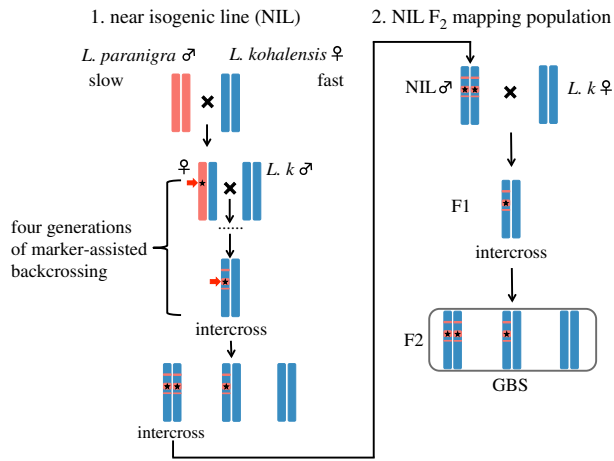 1. near isogenic line (NIL)
L. paranigra ♂
slow
L. kohalensis ♀
fast
♀
L. k ♂
four generations
of marker-assisted
backcrossing
......
intercross
intercross
2. NIL F2 mapping population
NIL ♂
L. k ♀
F1
intercross
F2
GBS